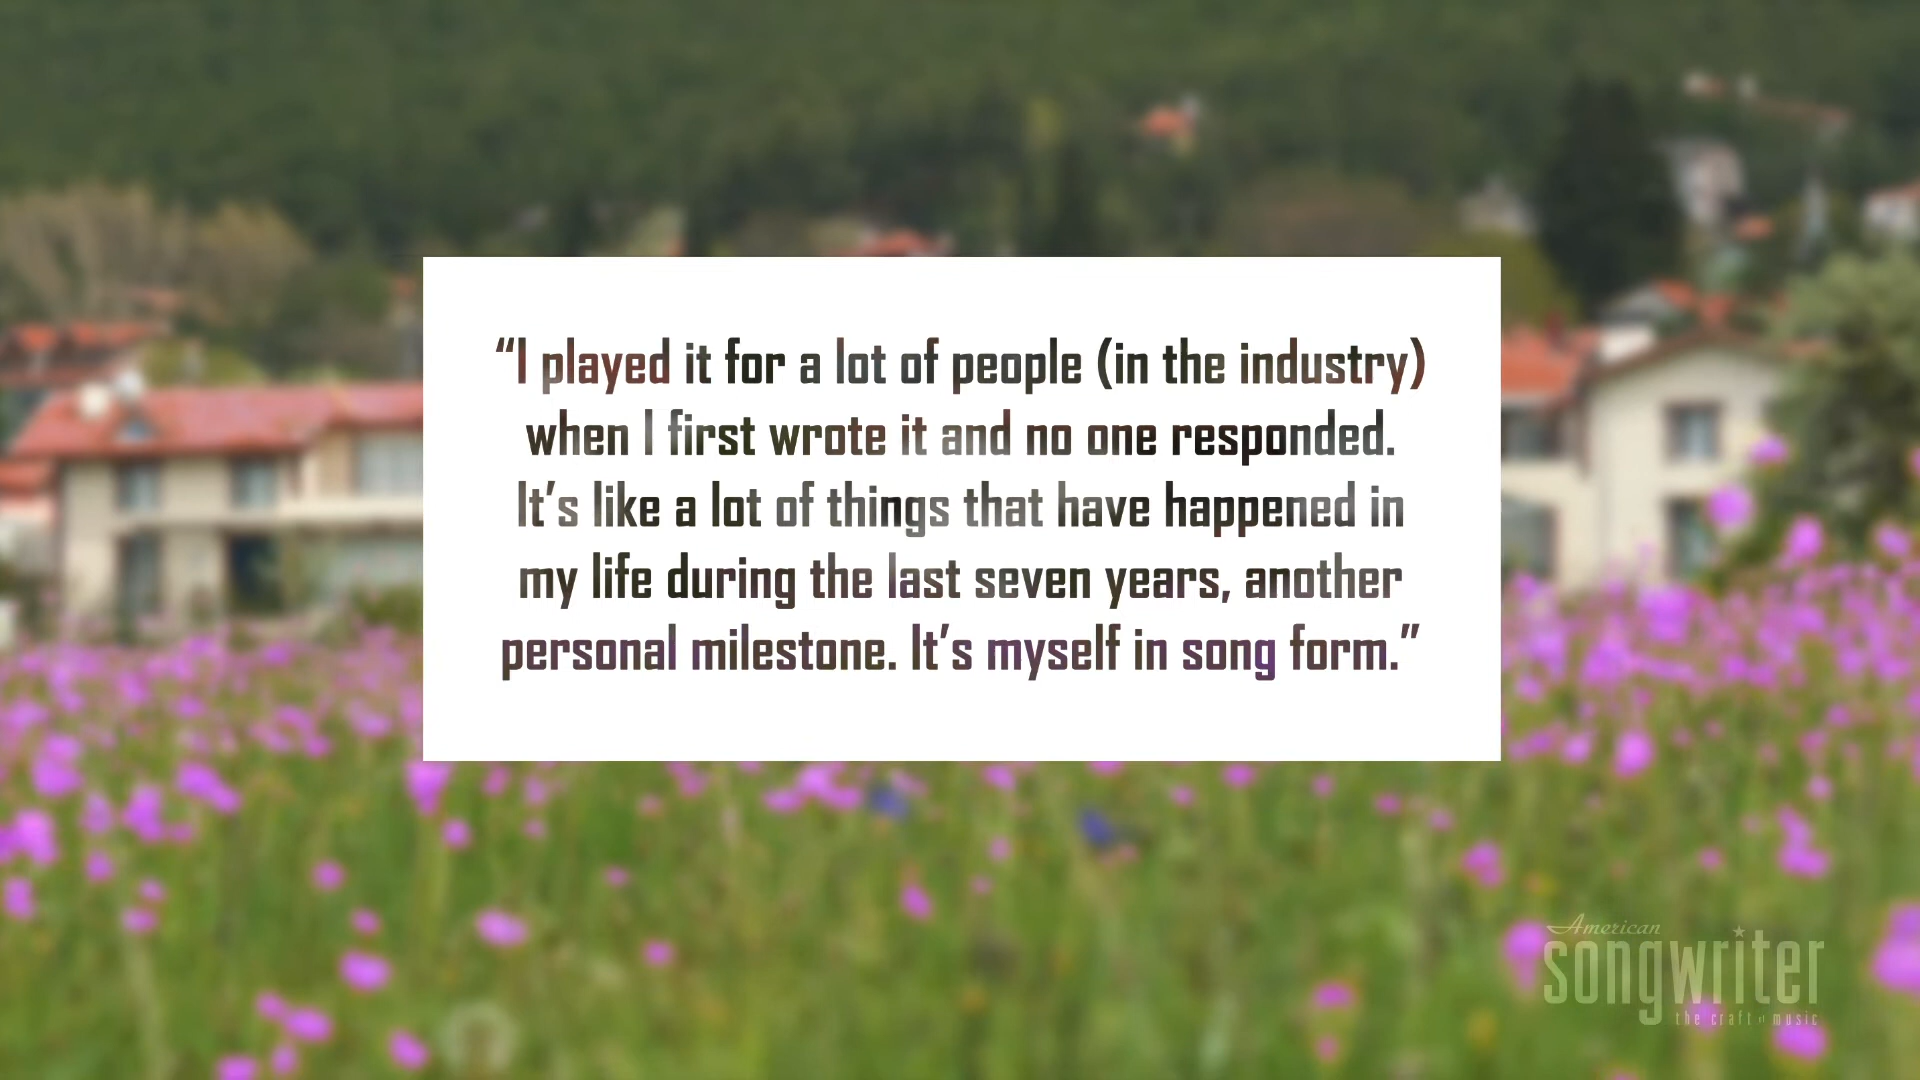 “I played it for a lot of people (in the industry)
when I first wrote it and no one responded.
It’s like a lot of things that have happened in
my life during the last seven years, another
personal milestone. It’s myself in song form.”
American
songwriter
the craft of music